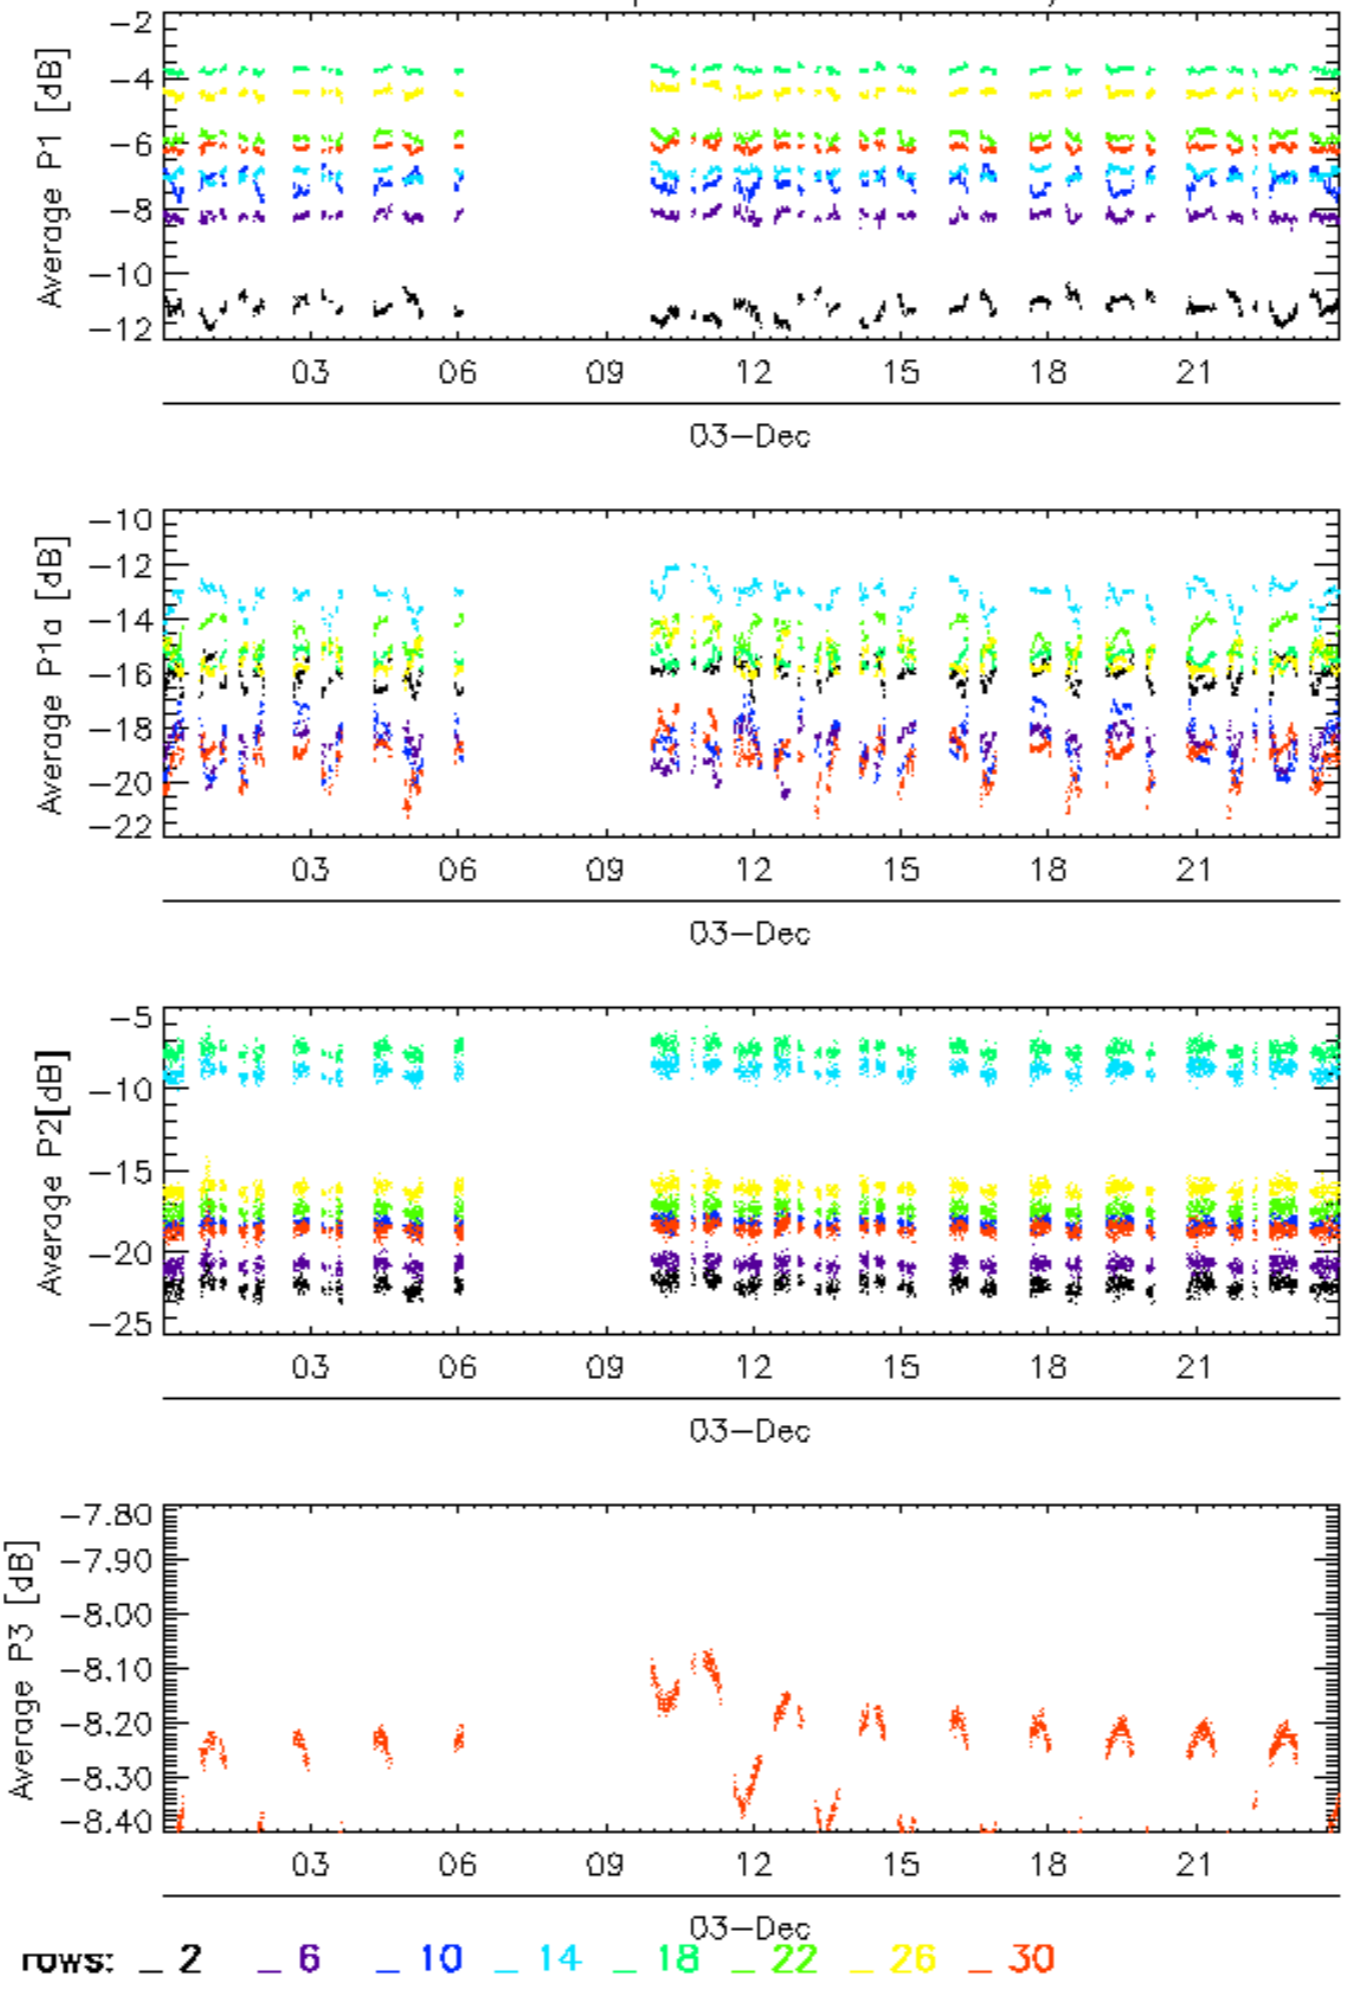 Average P1 [dB]
-2
-4
-6
-8
-10
-12
03 06 09 12 15 18 21
03-Dec
Average P1a [dB]
-10
-12
-14
-16
-18
-20
-22
03 06 09 12 15 18 21
03-Dec
Average P2[dB]
-5
-10
-15
-20
-25
03 06 09 12 15 18 21
03-Dec
Average P3 [dB]
-7.80
-7.90
-8.00
-8.10
-8.20
-8.30
-8.40
03 06 09 12 15 18 21
03-Dec
rows: _ 2 _ 6 _ 10 _ 14 _ 18 _ 22 _ 26 _ 30